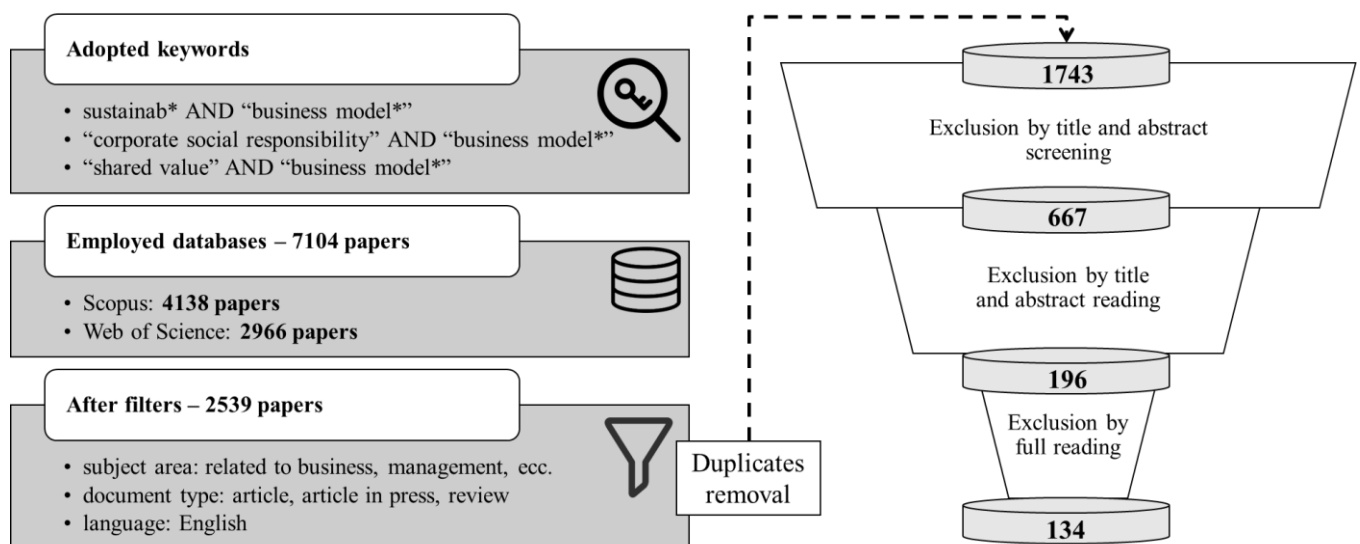 Adopted keywords
• sustainab* AND “business model*”
• “corporate social responsibility” AND “business model*”
• “shared value” AND “business model*”
Employed databases – 7104 papers
• Scopus: 4138 papers
• Web of Science: 2966 papers
After filters – 2539 papers
• subject area: related to business, management, ecc.
• document type: article, article in press, review
• language: English
Duplicates
removal
1743
Exclusion by title and abstract
screening
667
Exclusion by title
and abstract reading
196
Exclusion by
full reading
134